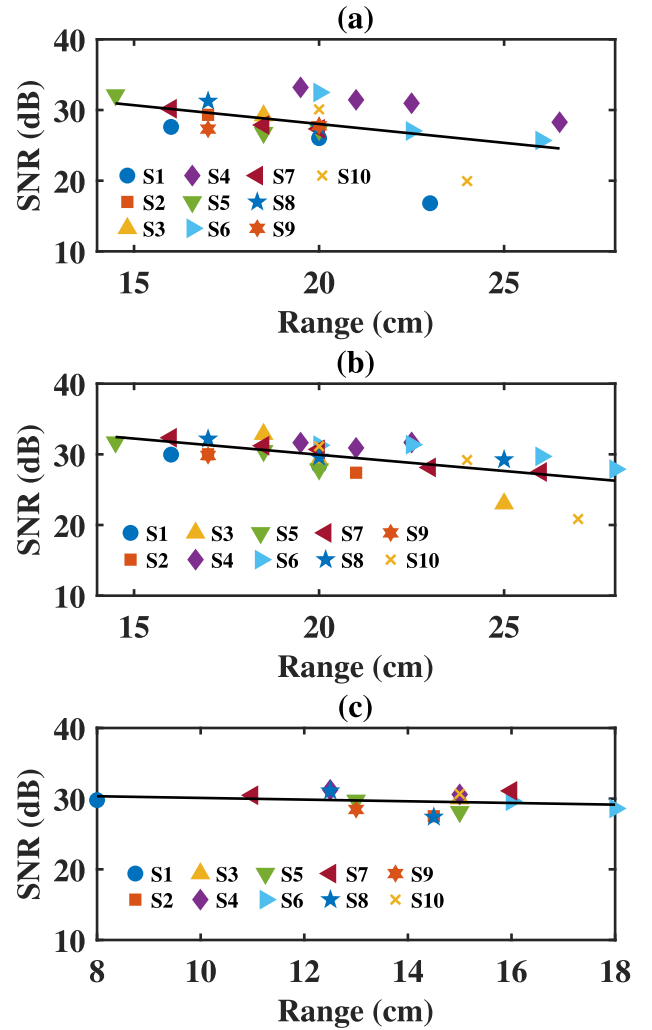 (a)
SNR (dB)
40
30
20
10
S1 S4 S7 S10
S2 S5 S8
S3 S6 S9
15 20 25
Range (cm)
(b)
SNR (dB)
40
30
20
10
S1 S3 S5 S7 S9
S2 S4 S6 S8 S10
15 20 25
Range (cm)
(c)
SNR (dB)
40
30
20
10
S1 S3 S5 S7 S9
S2 S4 S6 S8 S10
8 10 12 14 16 18
Range (cm)